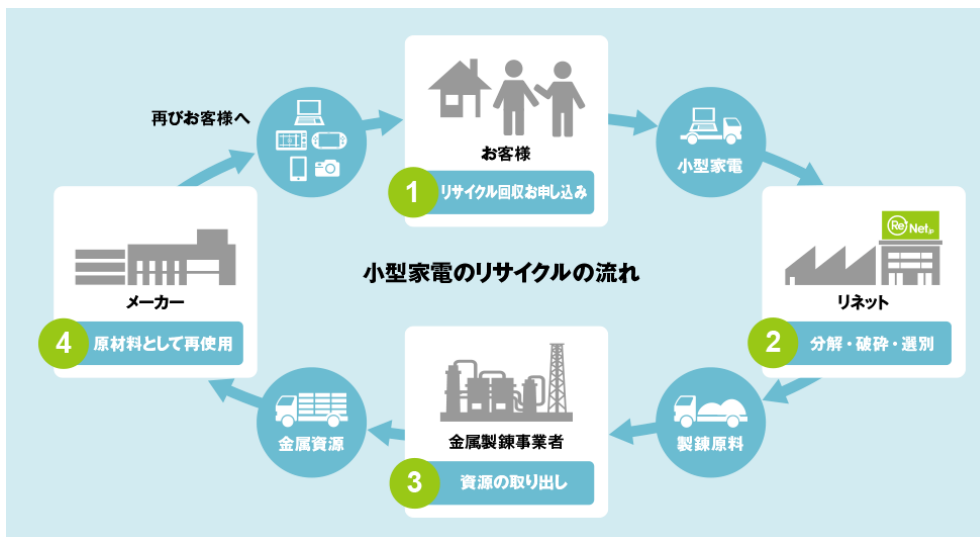 小型家電のリサイクルの流れ
お客様
1
リサイクル回収お申し込み
小型家電
Re Net.jp
リネット
2
分解・破砕・選別
製錬原料
金属製錬事業者
3
資源の取り出し
金属資源
メーカー
4
原材料として再使用
再びお客様へ